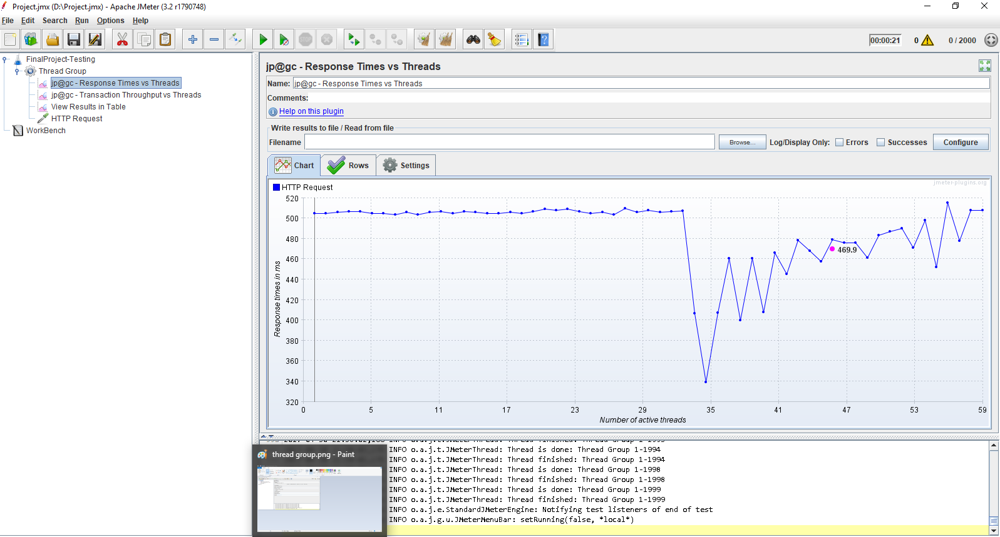 Project.jmx (D:\Project.jmx) - Apache JMeter (3.2 r1790748)
File Edit Search Run Options Help
00:00:21 0 0 / 2000
FinalProject-Testing
Thread Group
jp@gc - Response Times vs Threads
jp@gc - Transaction Throughput vs Threads
View Results in Table
HTTP Request
WorkBench
jp@gc - Response Times vs Threads
Name: jp@gc - Response Times vs Threads
Comments:
Help on this plugin
Write results to file / Read from file
Filename Browse... Log/Display Only: Errors Successes Configure
Chart Rows Settings
HTTP Request jmeter-plugins.org
520
500
480
460
440
420
400
380
360
340
320
Response times in ms
469.9
0 5 11 17 23 29 35 41 47 53 59
Number of active threads
INFO o.a.j.t.JMeterThread: Thread is done: Thread Group 1-1994
INFO o.a.j.t.JMeterThread: Thread finished: Thread Group 1-1994
INFO o.a.j.t.JMeterThread: Thread is done: Thread Group 1-1998
INFO o.a.j.t.JMeterThread: Thread finished: Thread Group 1-1998
INFO o.a.j.t.JMeterThread: Thread is done: Thread Group 1-1999
INFO o.a.j.t.JMeterThread: Thread finished: Thread Group 1-1999
INFO o.a.j.e.StandardJMeterEngine: Notifying test listeners of end of test
INFO o.a.j.g.u.JMeterMenuBar: setRunning(false, *local*)
thread group.png - Paint